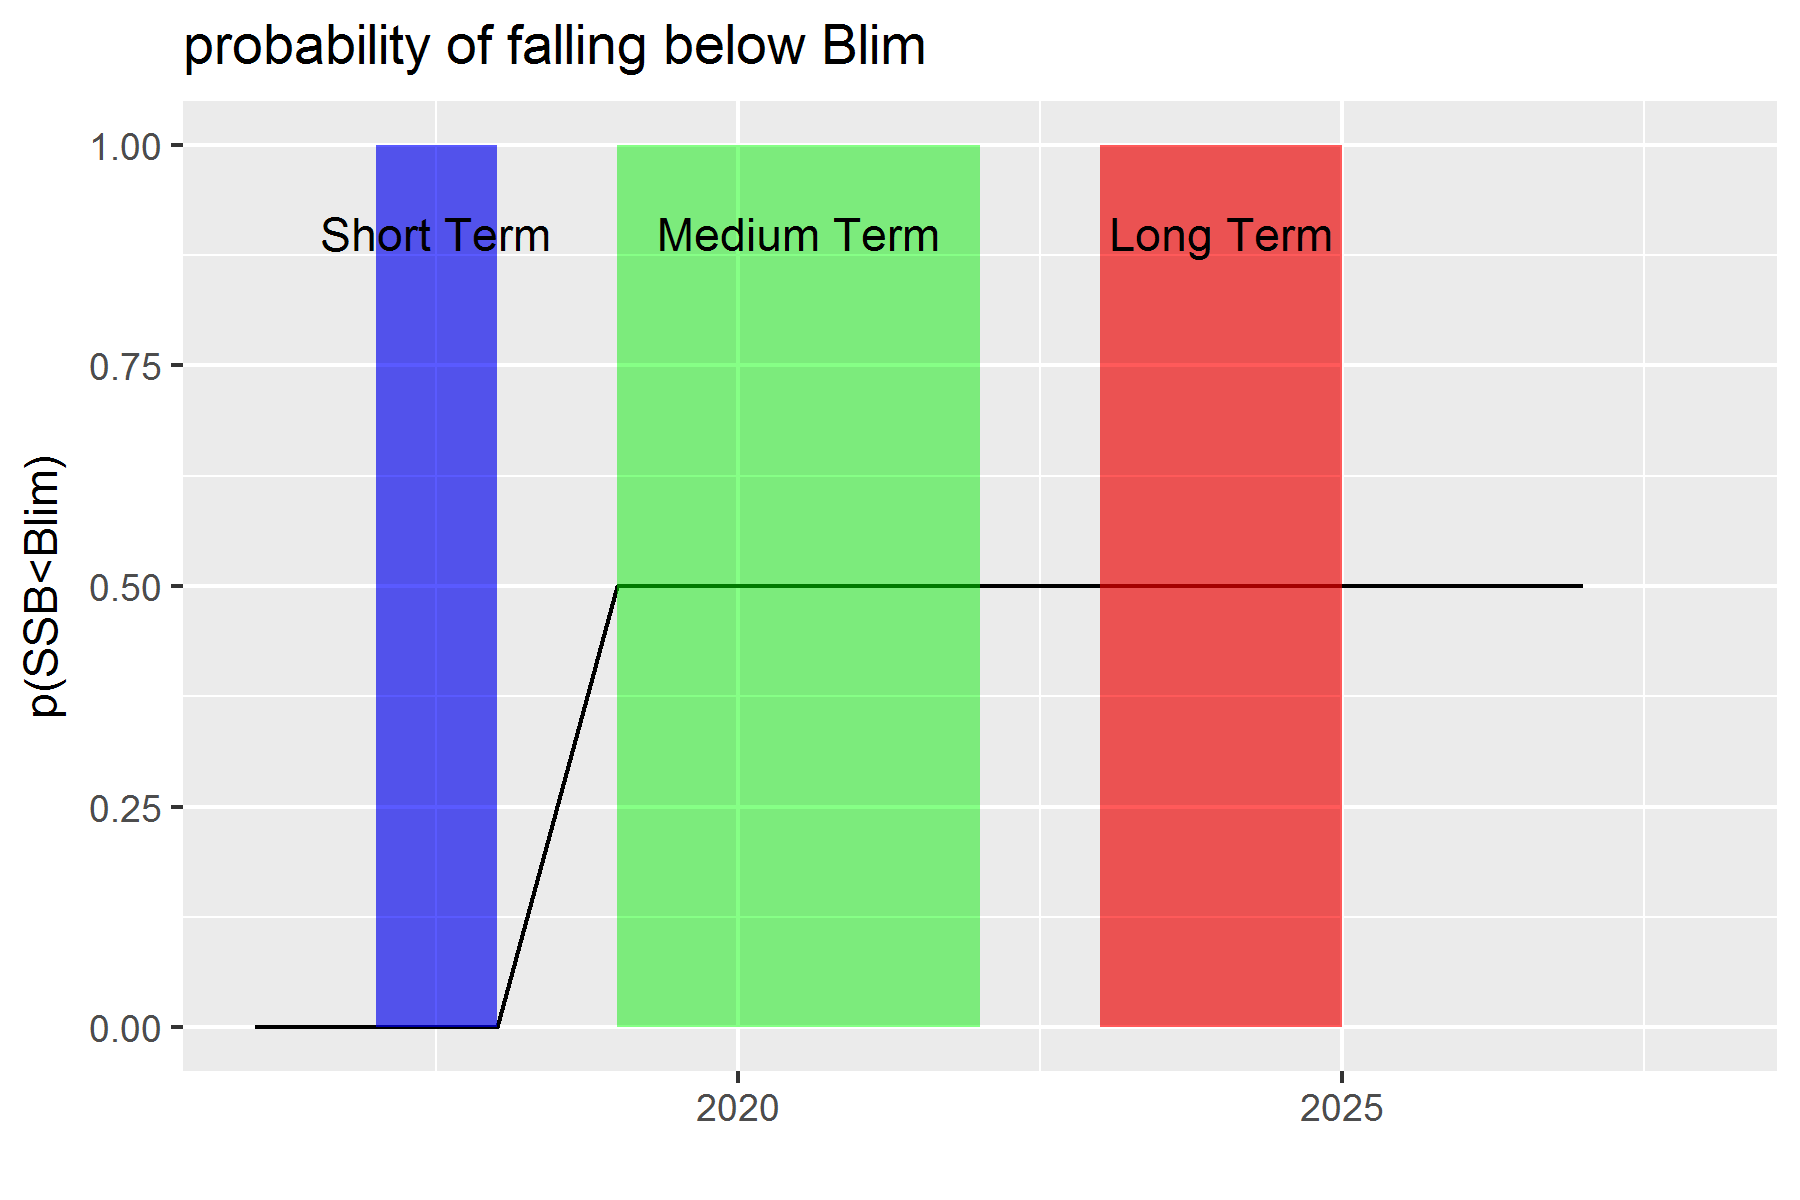 probability of falling below Blim
p(SSB<Blim)
1.00
0.75
0.50
0.25
0.00
Short Term
Medium Term
Long Term
2020
2025